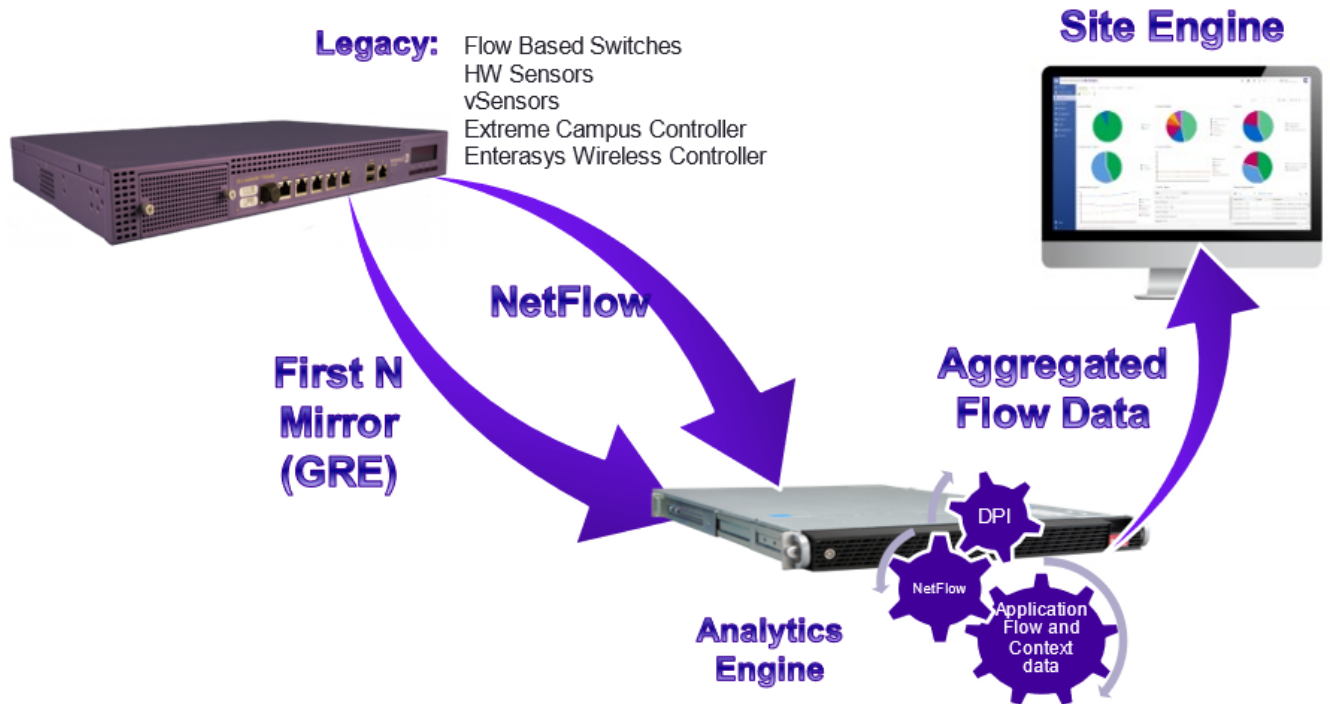 Site Engine
Legacy:
Flow Based Switches
HW Sensors
vSensors
Extreme Campus Controller
Enterasys Wireless Controller
NetFlow
First N
Mirror
(GRE)
Aggregated
Flow Data
DPI
NetFlow
Application
Flow and
Context
data
Analytics
Engine